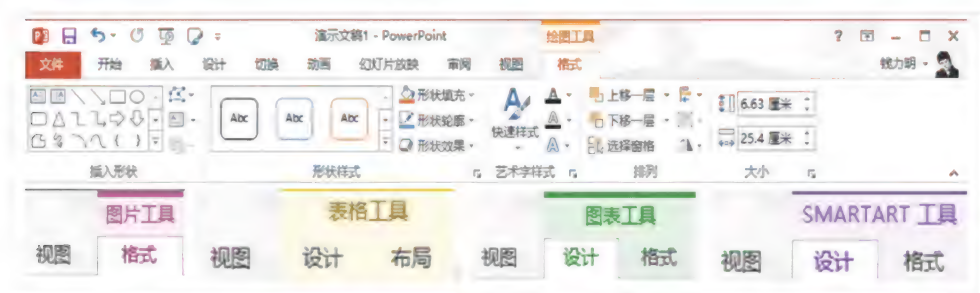 演示文稿1 - PowerPoint 绘图工具 ?
文件 开始 插入 设计 切换 动画 幻灯片放映 审阅 视图 格式 钱力明
Abc Abc Abc 形状填充 A A 上移一层 6.63 厘米
形状轮廓 快速样式 A 下移一层 25.4 厘米
形状效果 A 选择窗格
插入形状 形状样式 艺术字样式 排列 大小
图片工具 表格工具 图表工具 SMARTART 工具
视图 格式 视图 设计 布局 视图 设计 格式 视图 设计 格式